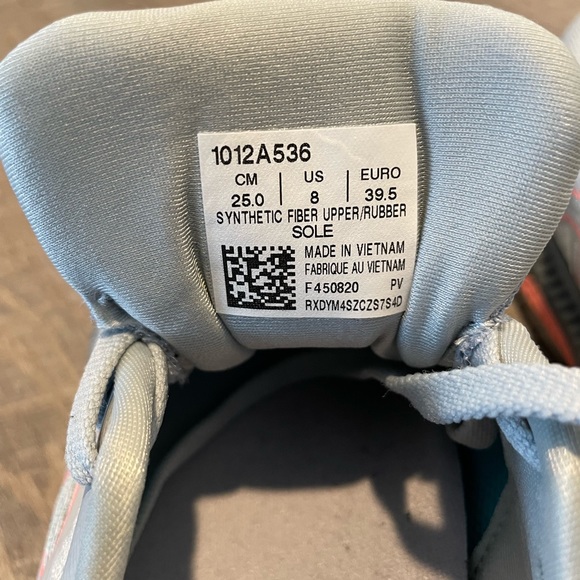 1012A536
CM | US | EURO
25.0 | 8 | 39.5
SYNTHETIC FIBER UPPER/RUBBER
SOLE
MADE IN VIETNAM
FABRIQUE AU VIETNAM
F450820 PV
RXDYM4SZCZS7S4D